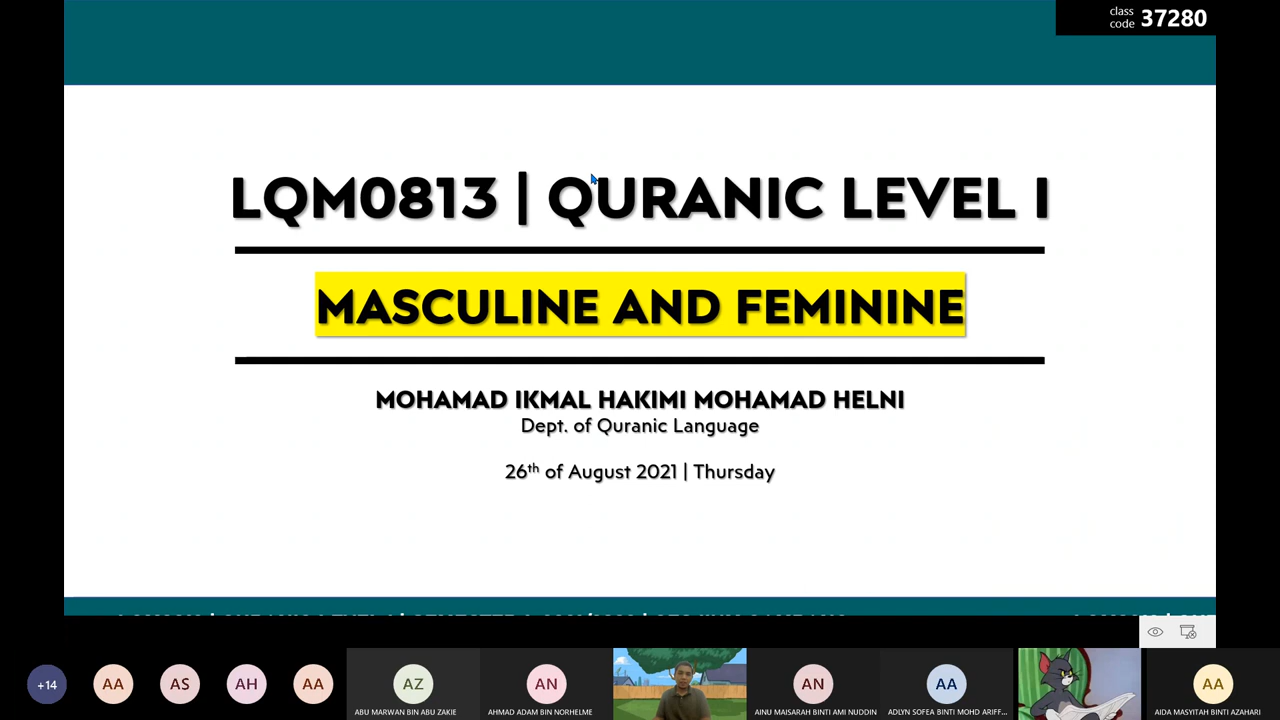 class
code 37280
LQM0813 | QURANIC LEVEL I
MASCULINE AND FEMININE
MOHAMAD IKMAL HAKIMI MOHAMAD HELNI
Dept. of Quranic Language
26th of August 2021 | Thursday
+14
AA
AS
AH
AA
AZ
AN
AN
AA
AA
ABU MARWAN BIN ABU ZAKIE
AHMAD ADAM BIN NORHELME
AINU MAISARAH BINTI AMI NUDDIN
ADLYN SOFEA BINTI MOHD ARIFF...
AIDA MASYITAH BINTI AZAHARI